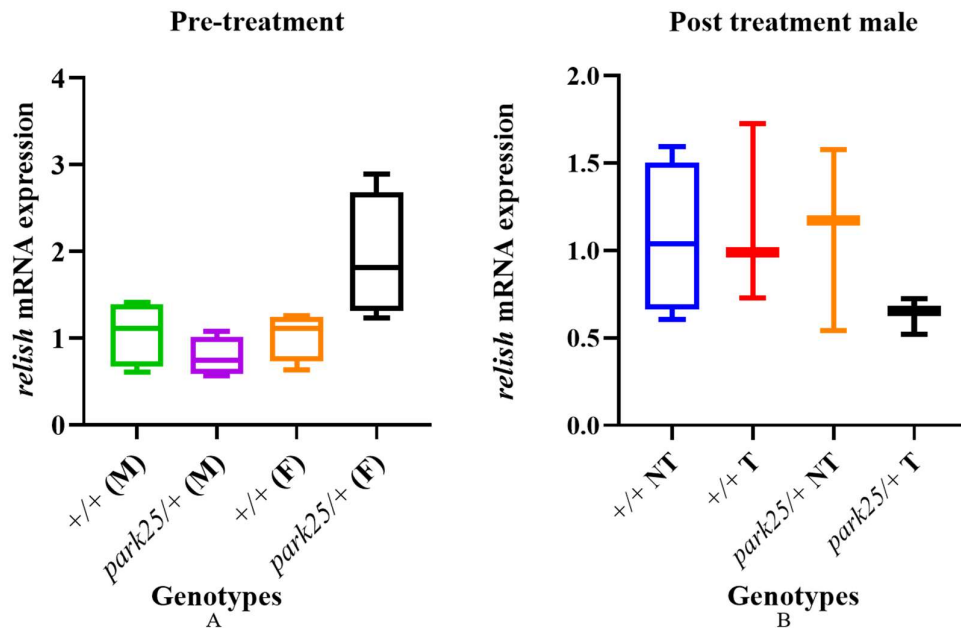 Pre-treatment
relish mRNA expression
4
3
2
1
0
+/+ (M)
park25/+ (M)
+/+ (F)
park25/+ (F)
Genotypes
A
Post treatment male
relish mRNA expression
2.0
1.5
1.0
0.5
0.0
+/+ NT
+/+ T
park25/+ NT
park25/+ T
Genotypes
B